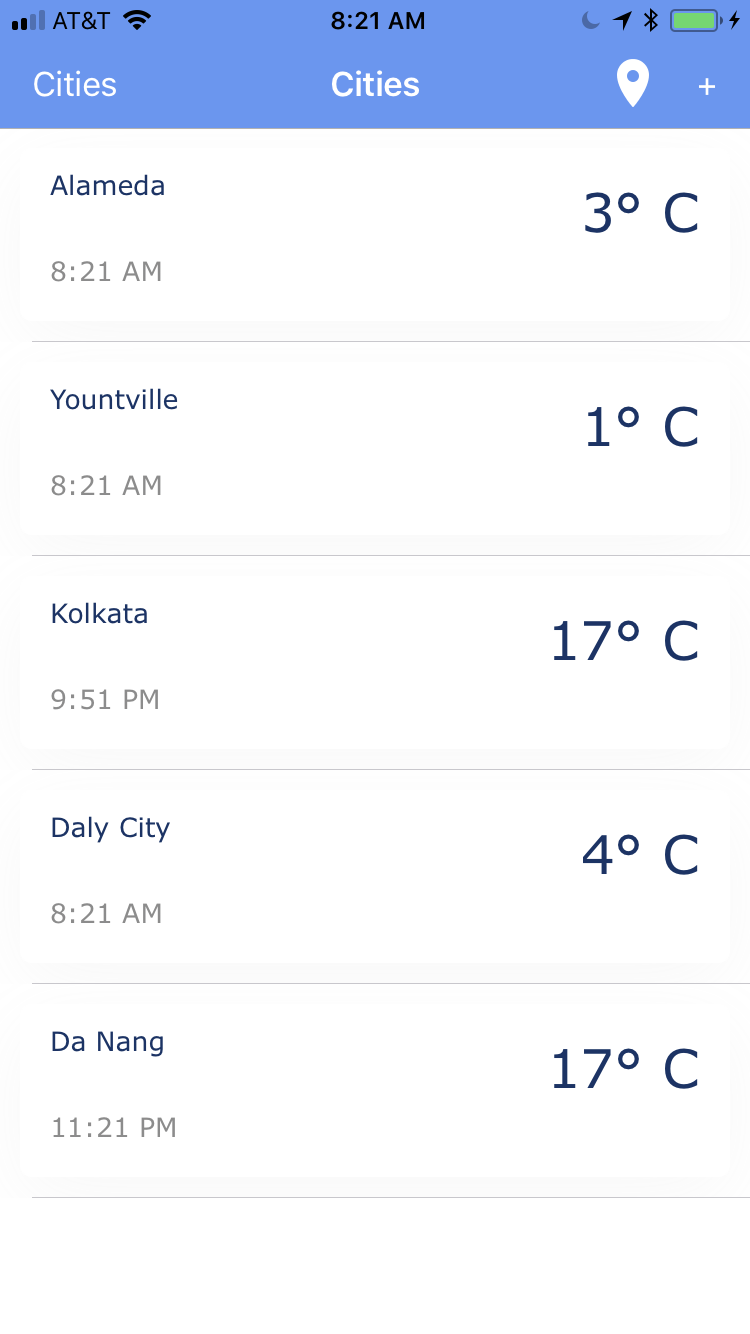 AT&T 8:21 AM
Cities Cities +
Alameda
3° C
8:21 AM
Yountville
1° C
8:21 AM
Kolkata
17° C
9:51 PM
Daly City
4° C
8:21 AM
Da Nang
17° C
11:21 PM